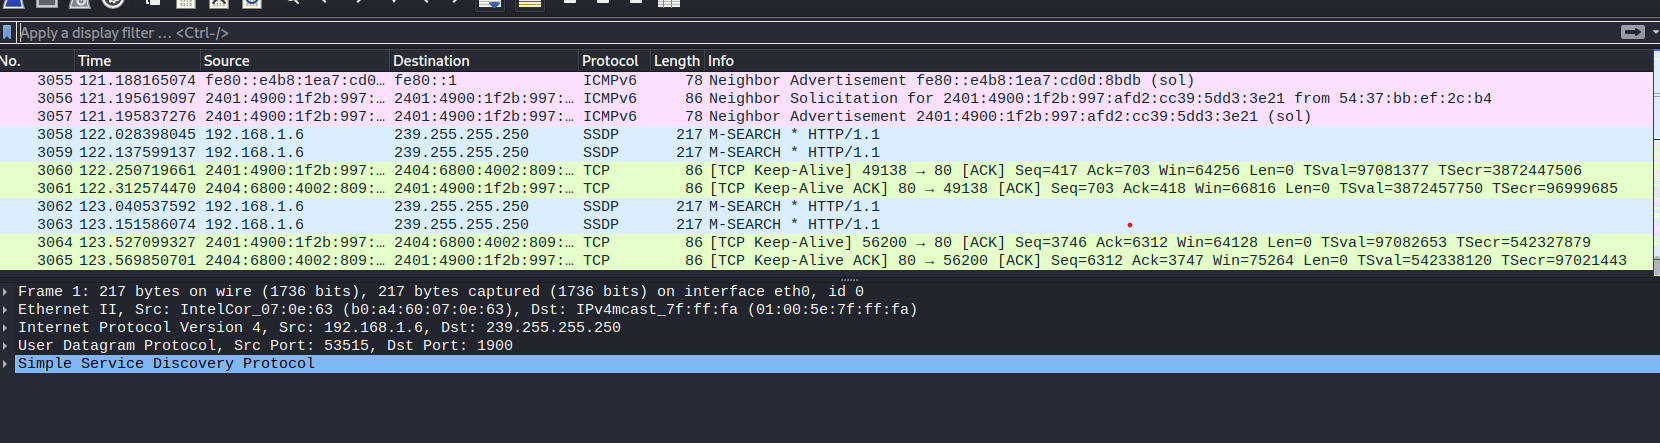 Apply a display filter … <Ctrl-/>
No. Time Source Destination Protocol Length Info
3055 121.188165074 fe80::e4b8:1ea7:cd0… fe80::1 ICMPv6 78 Neighbor Advertisement fe80::e4b8:1ea7:cd0d:8bdb (sol)
3056 121.195619097 2401:4900:1f2b:997:… 2401:4900:1f2b:997:… ICMPv6 86 Neighbor Solicitation for 2401:4900:1f2b:997:afd2:cc39:5dd3:3e21 from 54:37:bb:ef:2c:b4
3057 121.195837276 2401:4900:1f2b:997:… 2401:4900:1f2b:997:… ICMPv6 78 Neighbor Advertisement 2401:4900:1f2b:997:afd2:cc39:5dd3:3e21 (sol)
3058 122.028398045 192.168.1.6 239.255.255.250 SSDP 217 M-SEARCH * HTTP/1.1
3059 122.137599137 192.168.1.6 239.255.255.250 SSDP 217 M-SEARCH * HTTP/1.1
3060 122.250719661 2401:4900:1f2b:997:… 2404:6800:4002:809:… TCP 86 [TCP Keep-Alive] 49138 → 80 [ACK] Seq=417 Ack=703 Win=64256 Len=0 TSval=97081377 TSecr=3872447506
3061 122.312574470 2404:6800:4002:809:… 2401:4900:1f2b:997:… TCP 86 [TCP Keep-Alive ACK] 80 → 49138 [ACK] Seq=703 Ack=418 Win=66816 Len=0 TSval=3872457750 TSecr=96999685
3062 123.040537592 192.168.1.6 239.255.255.250 SSDP 217 M-SEARCH * HTTP/1.1
3063 123.151586074 192.168.1.6 239.255.255.250 SSDP 217 M-SEARCH * HTTP/1.1
3064 123.527099327 2401:4900:1f2b:997:… 2404:6800:4002:809:… TCP 86 [TCP Keep-Alive] 56200 → 80 [ACK] Seq=3746 Ack=6312 Win=64128 Len=0 TSval=97082653 TSecr=542327879
3065 123.569850701 2404:6800:4002:809:… 2401:4900:1f2b:997:… TCP 86 [TCP Keep-Alive ACK] 80 → 56200 [ACK] Seq=6312 Ack=3747 Win=75264 Len=0 TSval=542338120 TSecr=97021443
Frame 1: 217 bytes on wire (1736 bits), 217 bytes captured (1736 bits) on interface eth0, id 0
Ethernet II, Src: IntelCor_07:0e:63 (b0:a4:60:07:0e:63), Dst: IPv4mcast_7f:ff:fa (01:00:5e:7f:ff:fa)
Internet Protocol Version 4, Src: 192.168.1.6, Dst: 239.255.255.250
User Datagram Protocol, Src Port: 53515, Dst Port: 1900
Simple Service Discovery Protocol